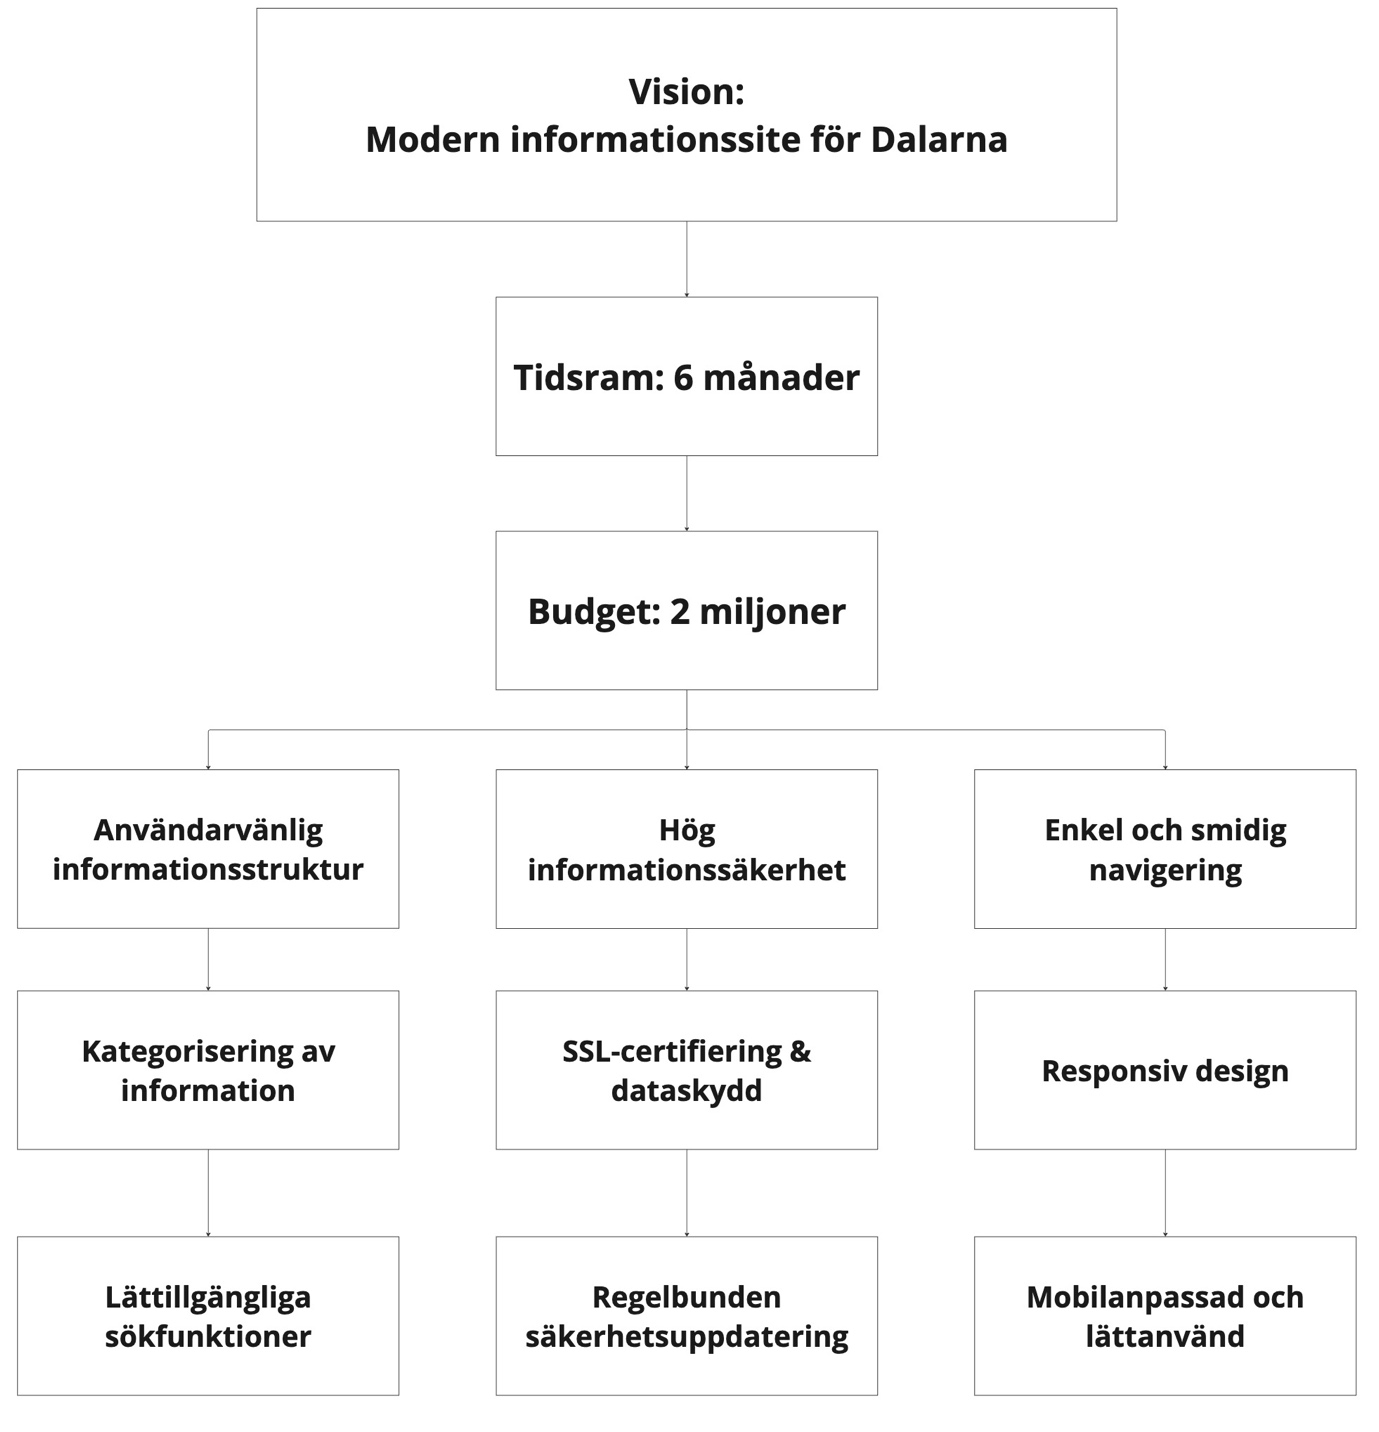 Vision:
Modern informationssite för Dalarna
Tidsram: 6 månader
Budget: 2 miljoner
Användarvänlig
informationsstruktur
Hög
informationssäkerhet
Enkel och smidig
navigering
Kategorisering av
information
SSL-certifiering &
dataskydd
Responsiv design
Lättillgängliga
sökfunktioner
Regelbunden
säkerhetsuppdatering
Mobilanpassad och
lättanvänd